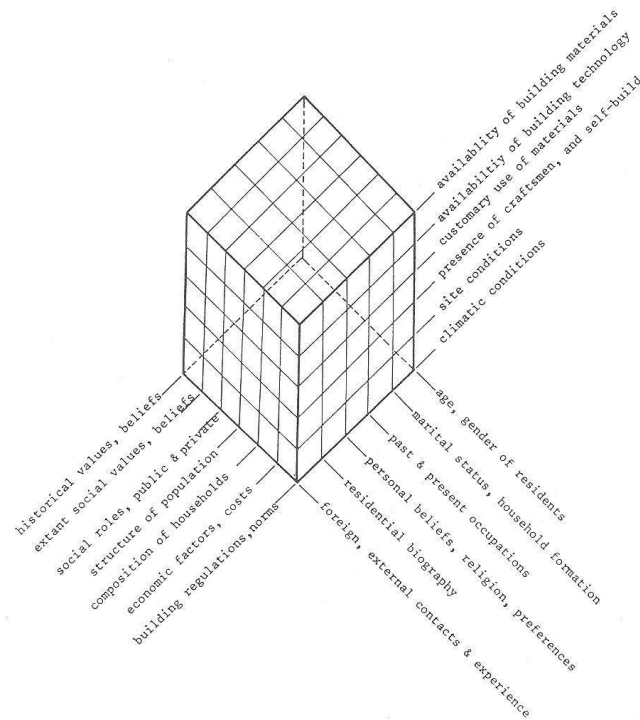 availablity of building materials
availabiltiy of building technology
customary use of materials
presence of craftsmen, and self-build
site conditions
climatic conditions
historical values, beliefs
extant social values, beliefs
social roles, public & private
structure of population
composition of households
economic factors, costs
building regulations,norms
age, gender of residents
marital status, household formation
past & present occupations
personal beliefs, religion, preferences
residential biography
foreign, external contacts & experience